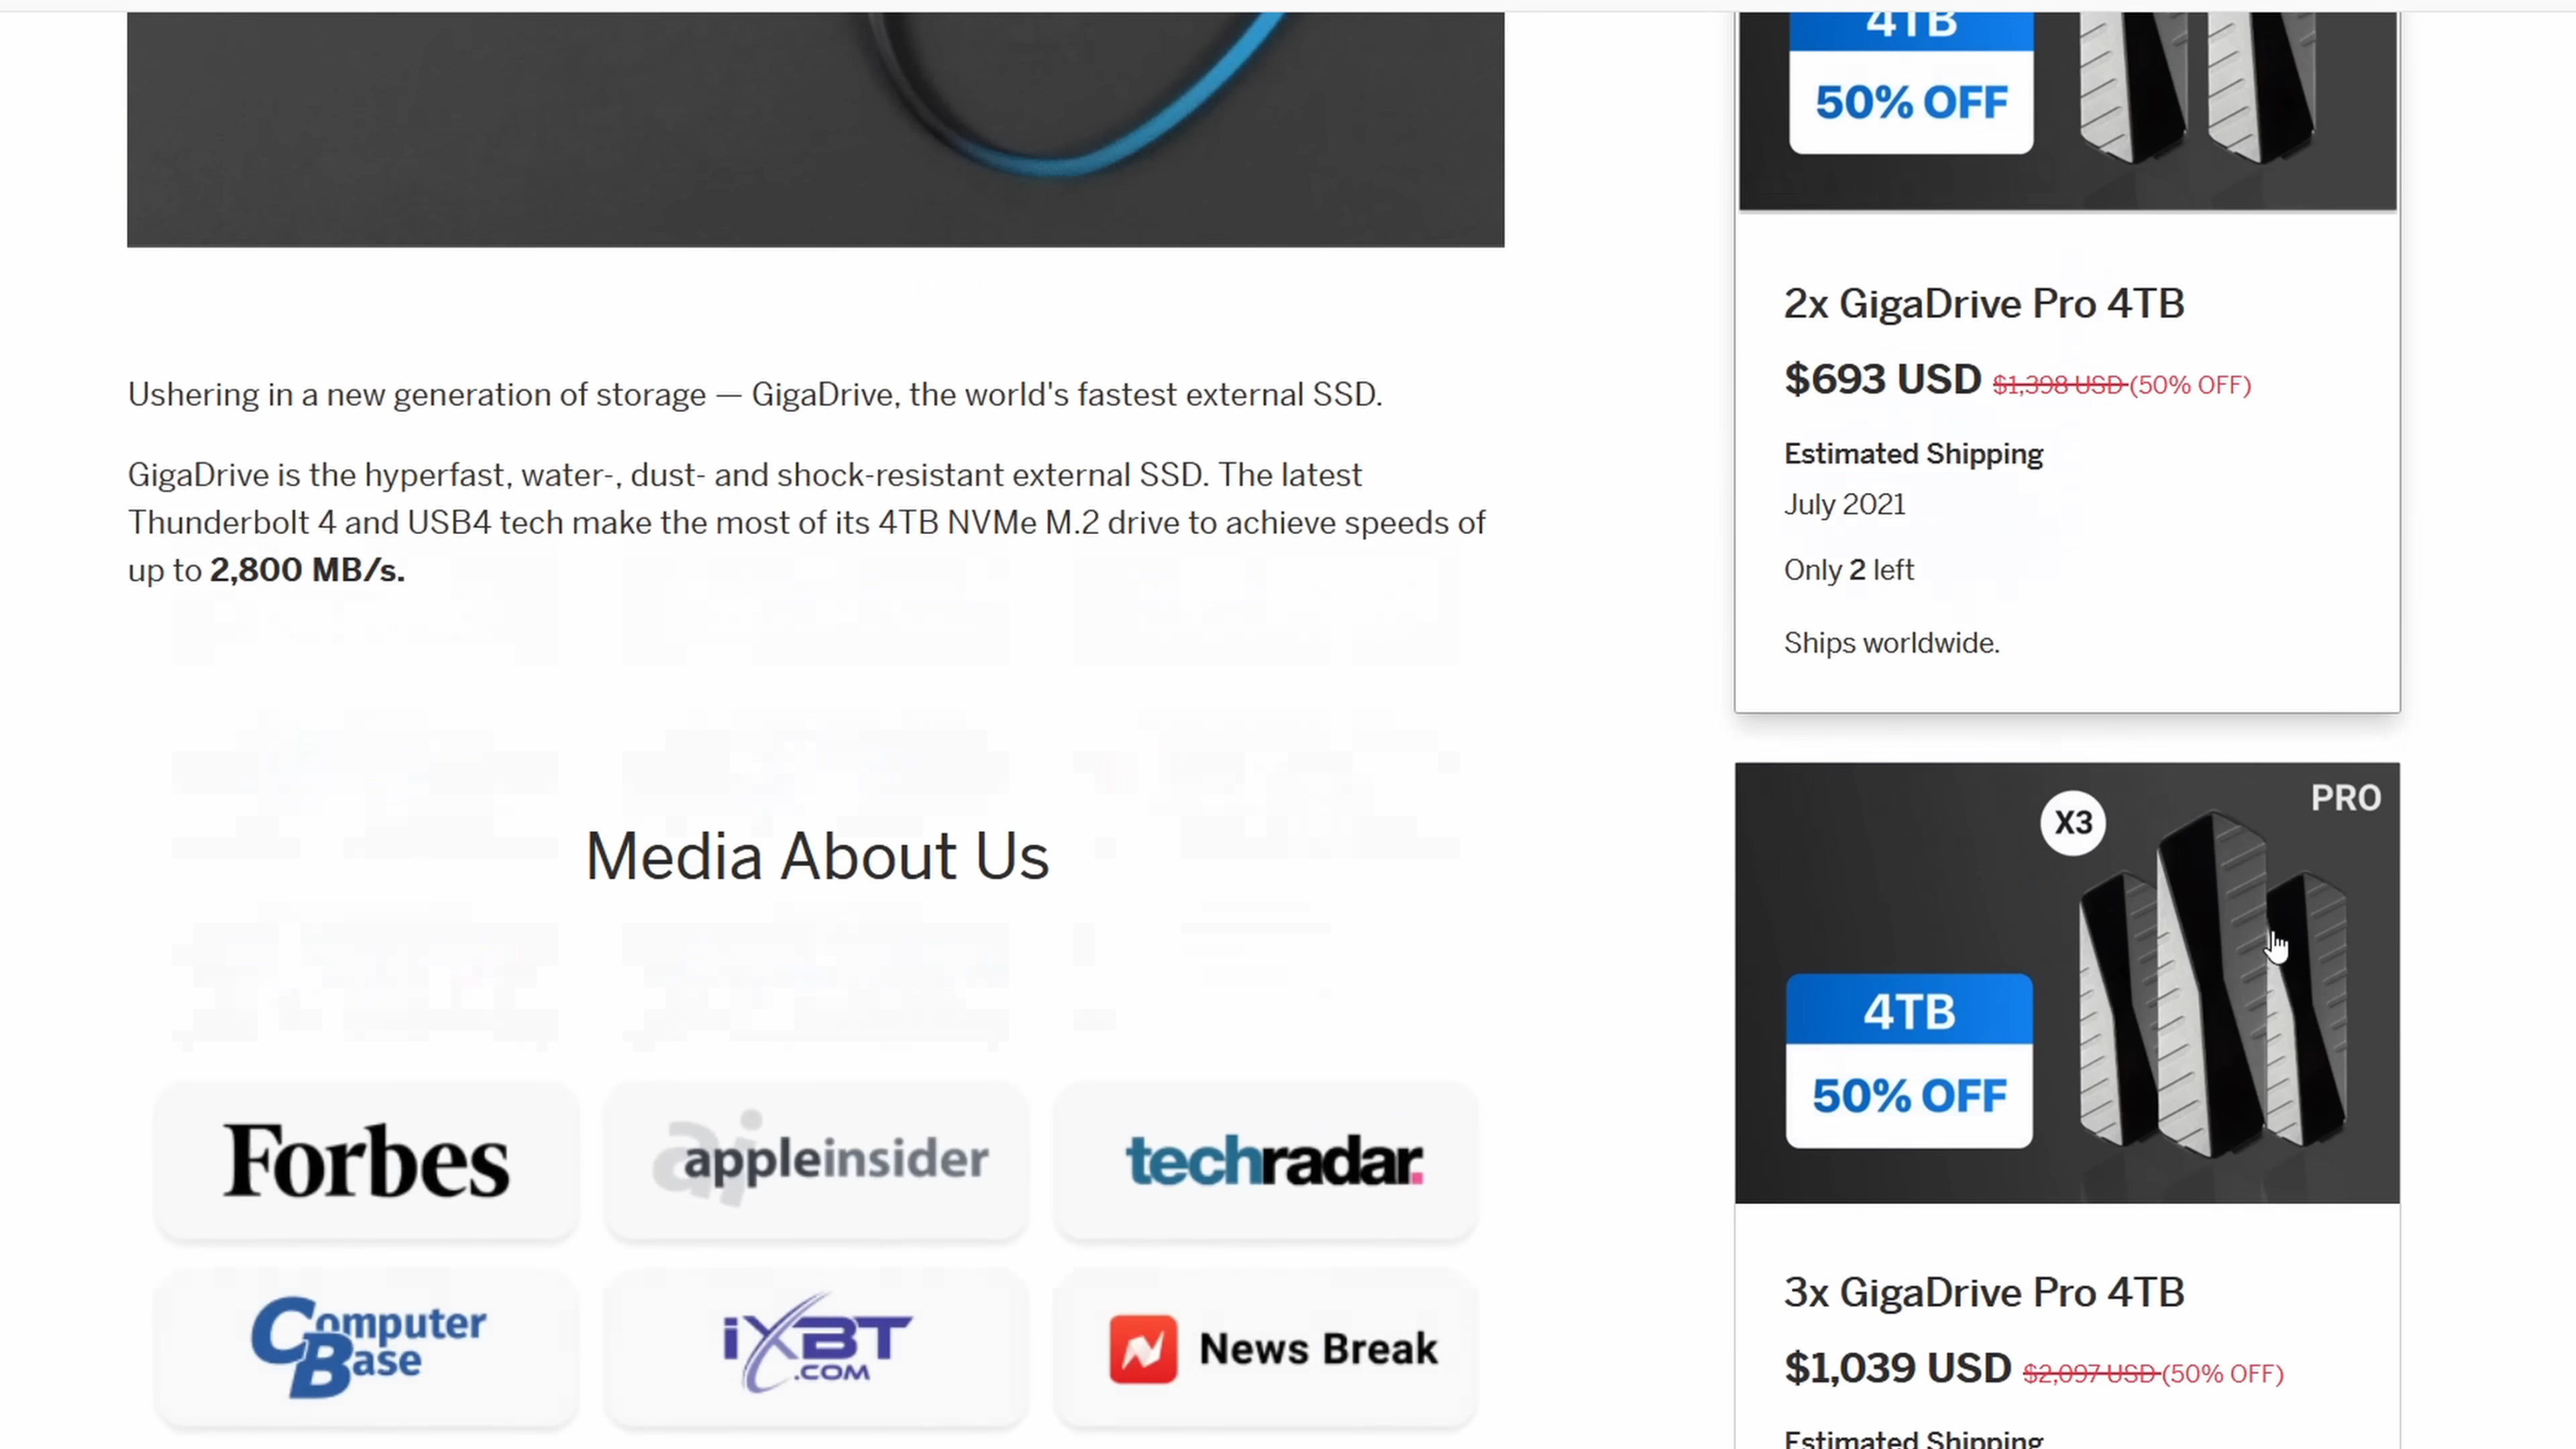 Ushering in a new generation of storage — GigaDrive, the world's fastest external SSD.
GigaDrive is the hyperfast, water-, dust- and shock-resistant external SSD. The latest
Thunderbolt 4 and USB4 tech make the most of its 4TB NVMe M.2 drive to achieve speeds of
up to 2,800 MB/s.
Media About Us
Forbes
ai appleinsider
techradar.
ComputerBase
iXBT.COM
News Break
4TB
50% OFF
2x GigaDrive Pro 4TB
$693 USD $1,398 USD (50% OFF)
Estimated Shipping
July 2021
Only 2 left
Ships worldwide.
X3
PRO
4TB
50% OFF
3x GigaDrive Pro 4TB
$1,039 USD $2,097 USD (50% OFF)
Estimated Shipping